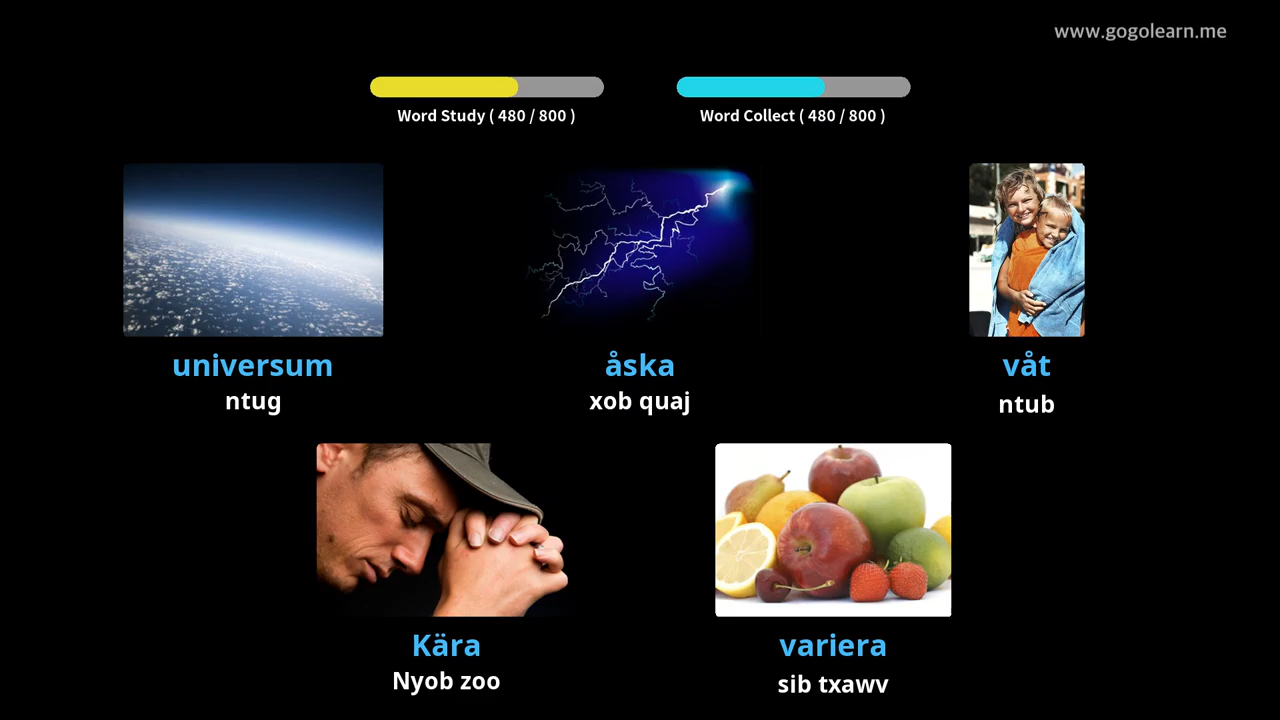 www.gogolearn.me
Word Study ( 480 / 800 )
Word Collect ( 480 / 800 )
universum
ntug
åska
xob quaj
våt
ntub
Kära
Nyob zoo
variera
sib txawv